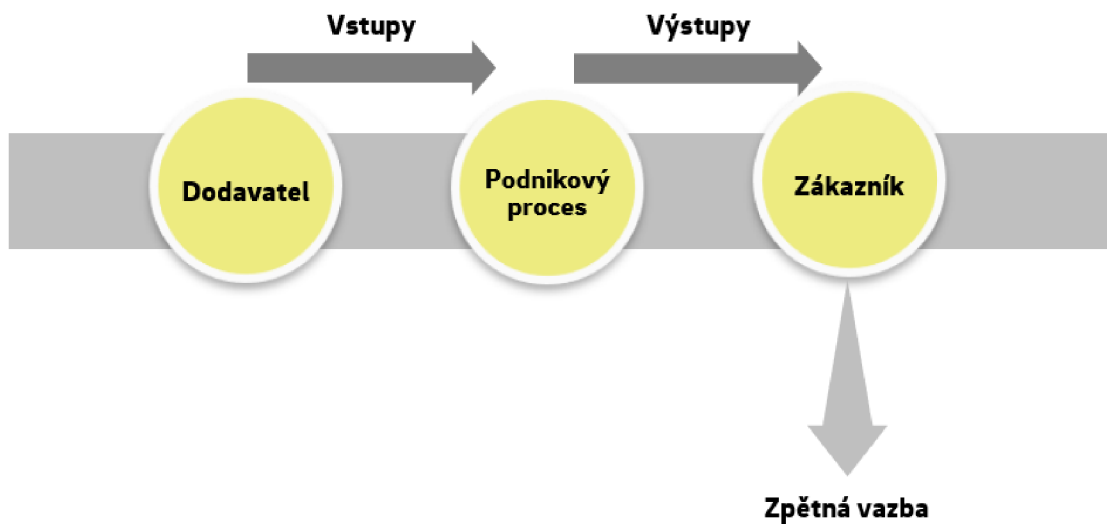 Vstupy
Výstupy
Dodavatel
Podnikový
proces
Zákazník
Zpětná vazba